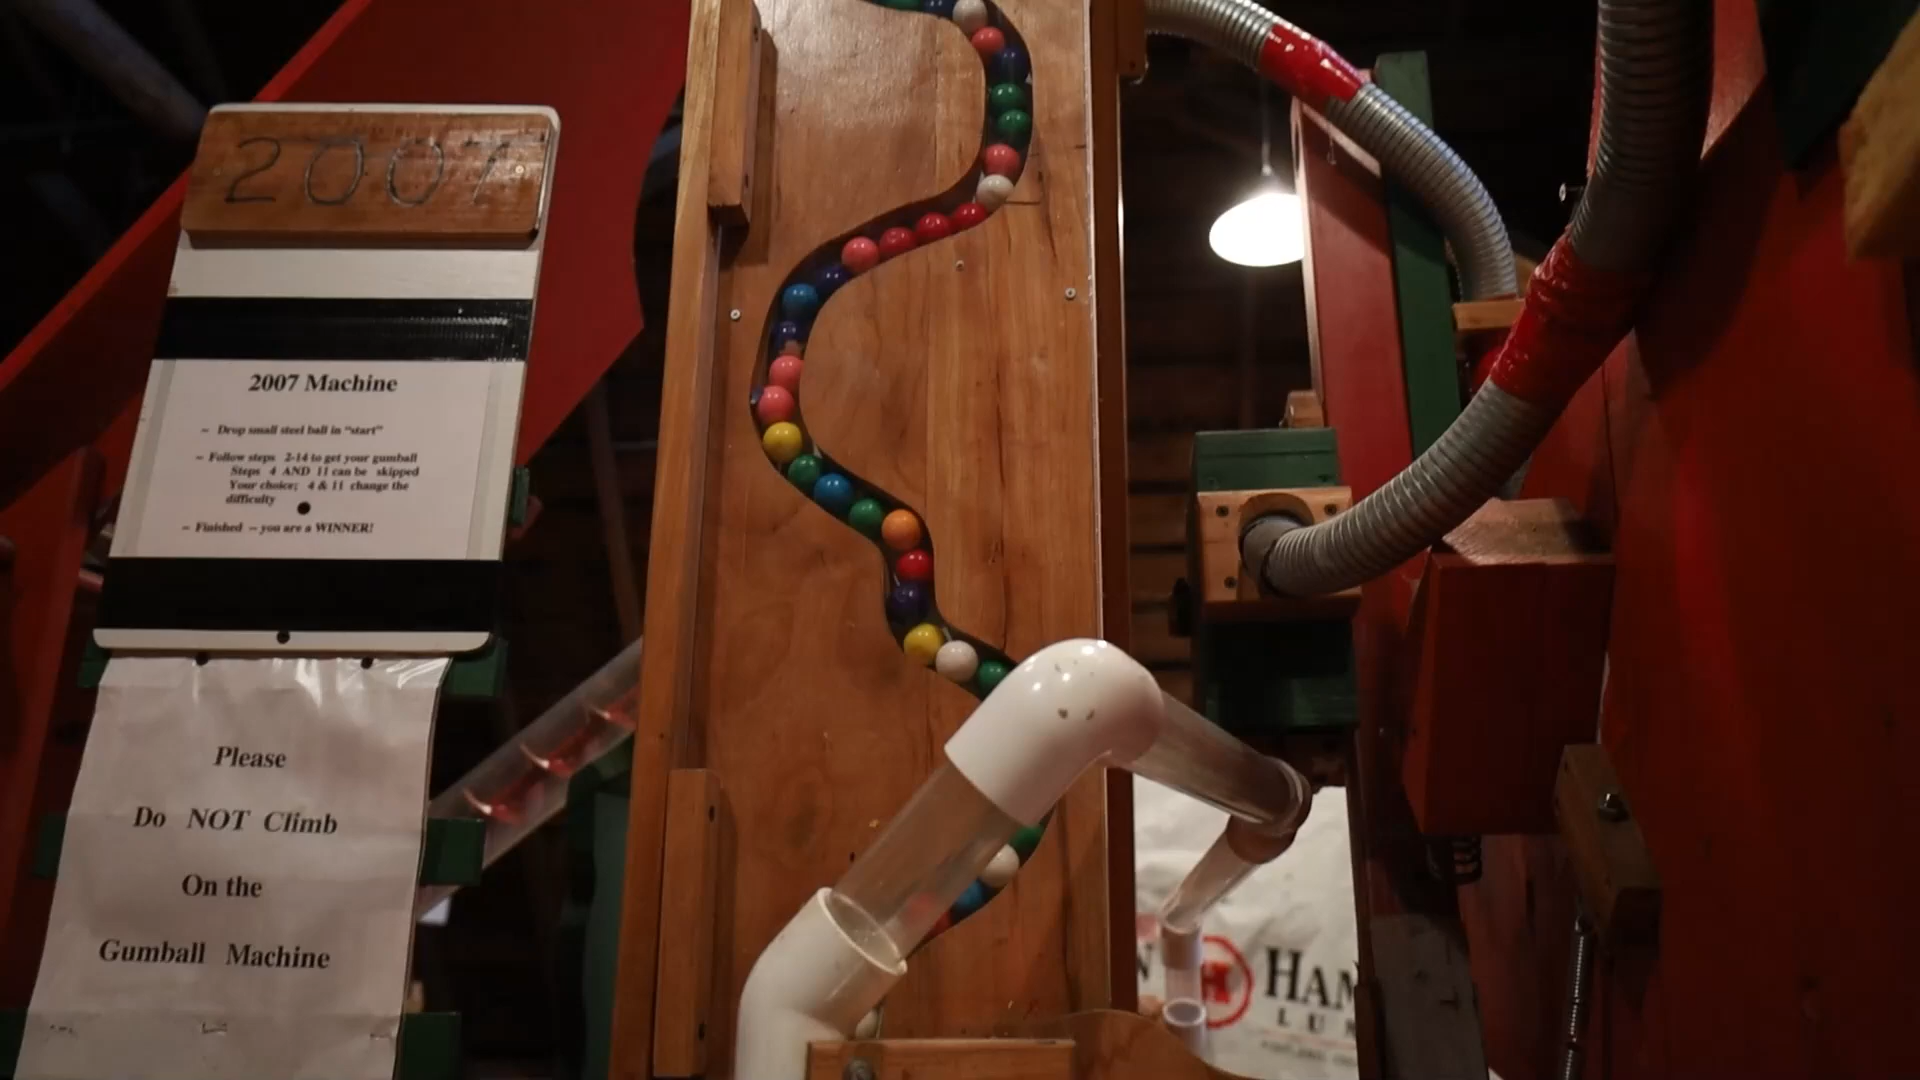 2007
2007 Machine
– Drop small steel ball in "start"
– Follow steps 2-14 to get your gumball
Steps 4 AND 11 can be skipped
Your choice; 4 & 11 change the
difficulty
– Finished – you are a WINNER!
Please
Do NOT Climb
On the
Gumball Machine
N H HAM
LU